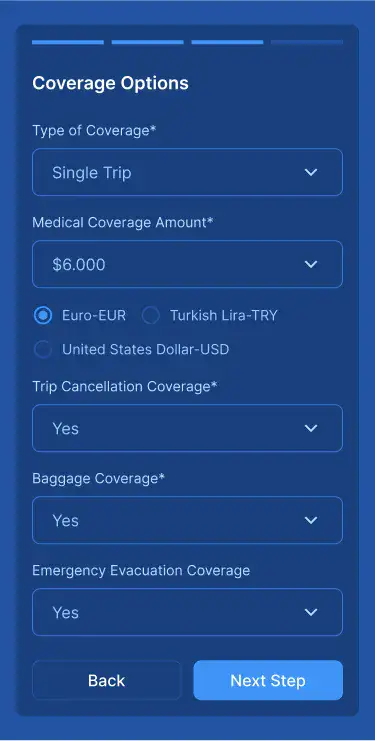 Coverage Options
Type of Coverage*
Single Trip
Medical Coverage Amount*
$6.000
Euro-EUR Turkish Lira-TRY
United States Dollar-USD
Trip Cancellation Coverage*
Yes
Baggage Coverage*
Yes
Emergency Evacuation Coverage
Yes
Back Next Step